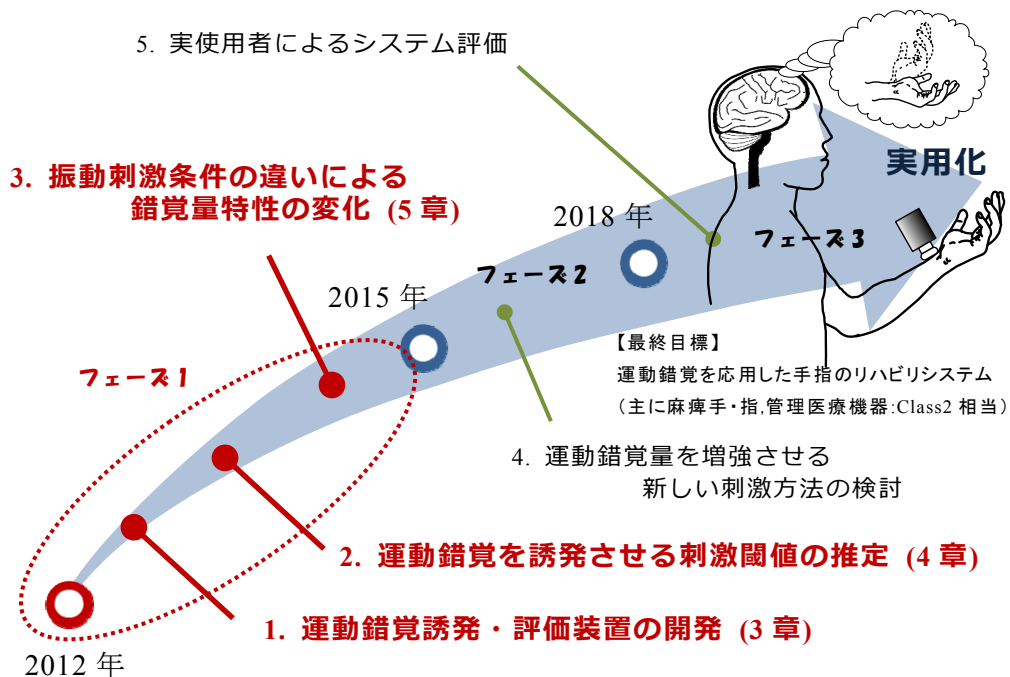 5. 実使用者によるシステム評価
3. 振動刺激条件の違いによる
錯覚量特性の変化 (5 章)
実用化
2018 年
フェーズ3
フェーズ2
2015 年
【最終目標】
運動錯覚を応用した手指のリハビリシステム
（主に麻痺手・指,管理医療機器:Class2 相当）
フェーズ1
4. 運動錯覚量を増強させる
新しい刺激方法の検討
2. 運動錯覚を誘発させる刺激閾値の推定 (4 章)
1. 運動錯覚誘発・評価装置の開発 (3 章)
2012 年